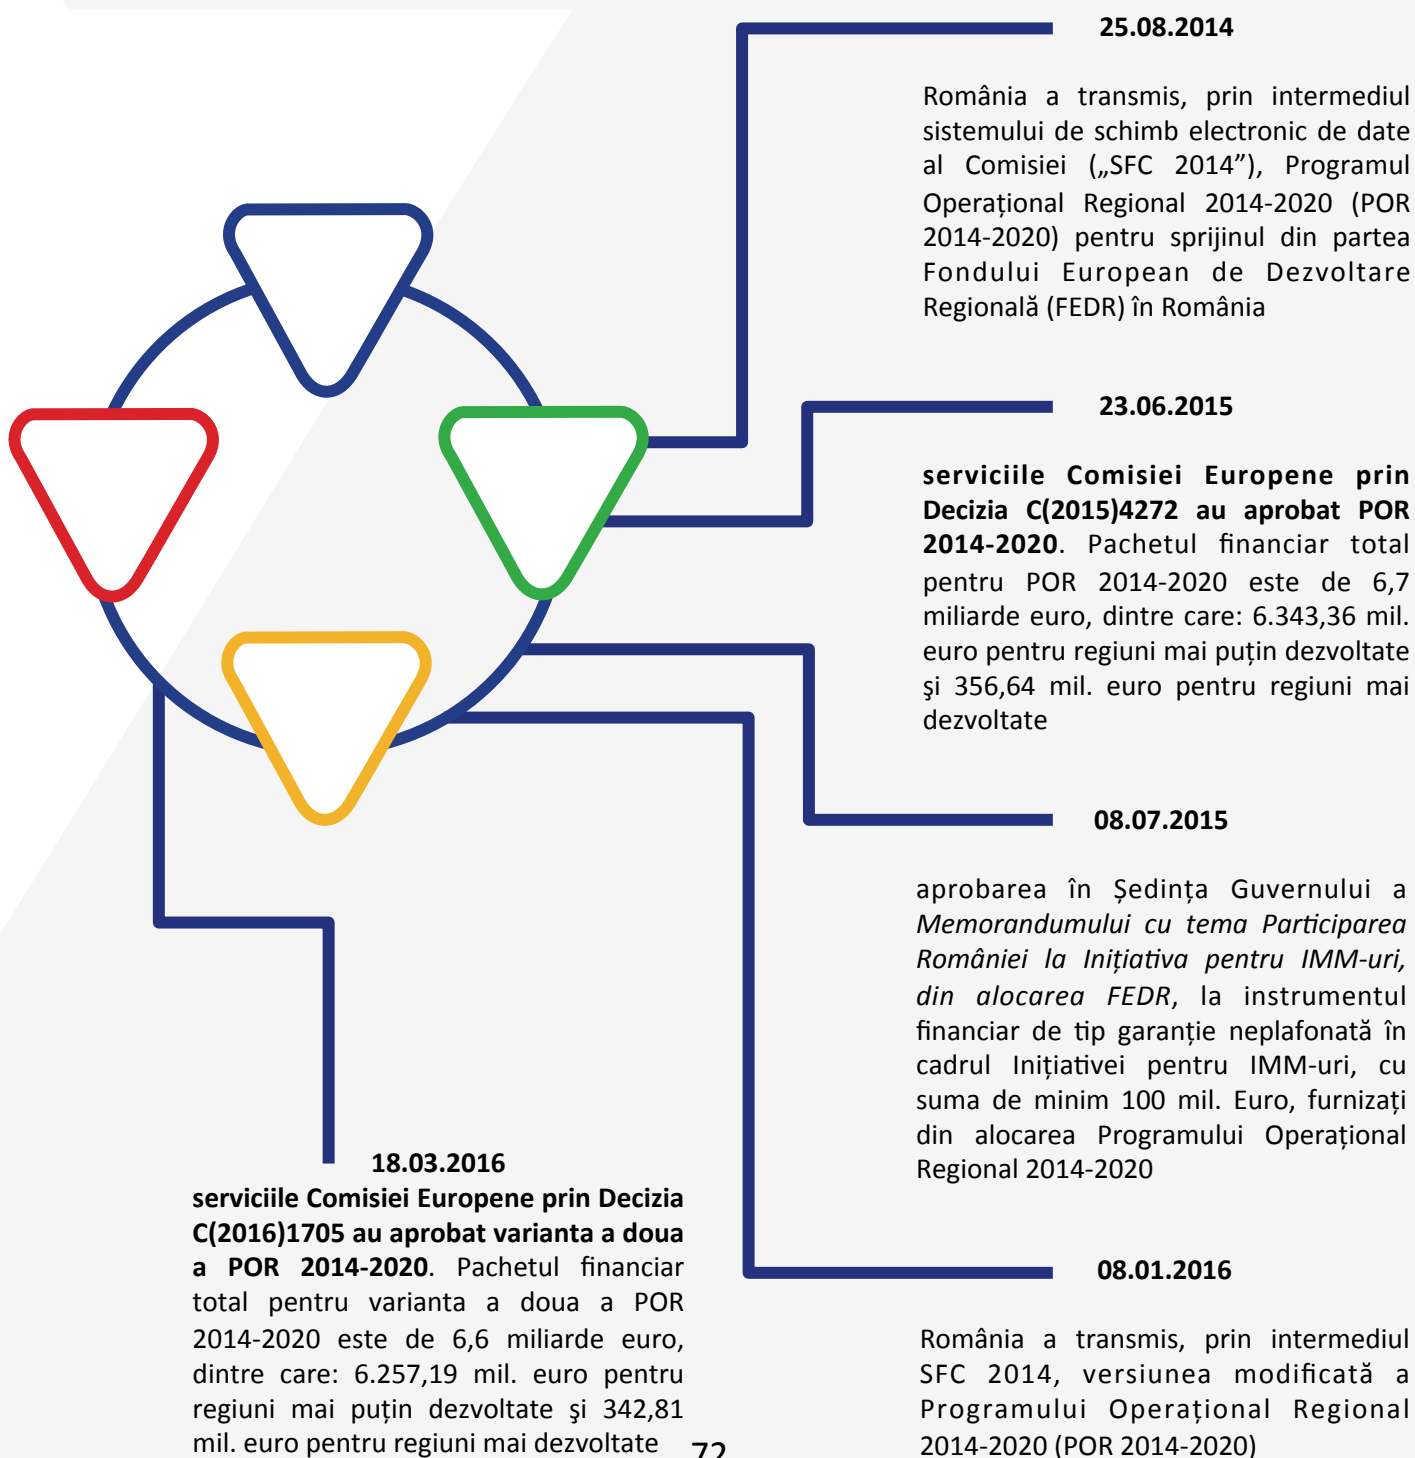 25.08.2014
România a transmis, prin intermediul
sistemului de schimb electronic de date
al Comisiei („SFC 2014”), Programul
Operațional Regional 2014-2020 (POR
2014-2020) pentru sprijinul din partea
Fondului European de Dezvoltare
Regională (FEDR) în România
23.06.2015
serviciile Comisiei Europene prin
Decizia C(2015)4272 au aprobat POR
2014-2020. Pachetul financiar total
pentru POR 2014-2020 este de 6,7
miliarde euro, dintre care: 6.343,36 mil.
euro pentru regiuni mai puțin dezvoltate
şi 356,64 mil. euro pentru regiuni mai
dezvoltate
08.07.2015
aprobarea în Ședința Guvernului a
Memorandumului cu tema Participarea
României la Inițiativa pentru IMM-uri,
din alocarea FEDR, la instrumentul
financiar de tip garanție neplafonată în
cadrul Inițiativei pentru IMM-uri, cu
suma de minim 100 mil. Euro, furnizați
din alocarea Programului Operațional
Regional 2014-2020
08.01.2016
România a transmis, prin intermediul
SFC 2014, versiunea modificată a
Programului Operațional Regional
2014-2020 (POR 2014-2020)
18.03.2016
serviciile Comisiei Europene prin Decizia
C(2016)1705 au aprobat varianta a doua
a POR 2014-2020. Pachetul financiar
total pentru varianta a doua a POR
2014-2020 este de 6,6 miliarde euro,
dintre care: 6.257,19 mil. euro pentru
regiuni mai puțin dezvoltate şi 342,81
mil. euro pentru regiuni mai dezvoltate
72